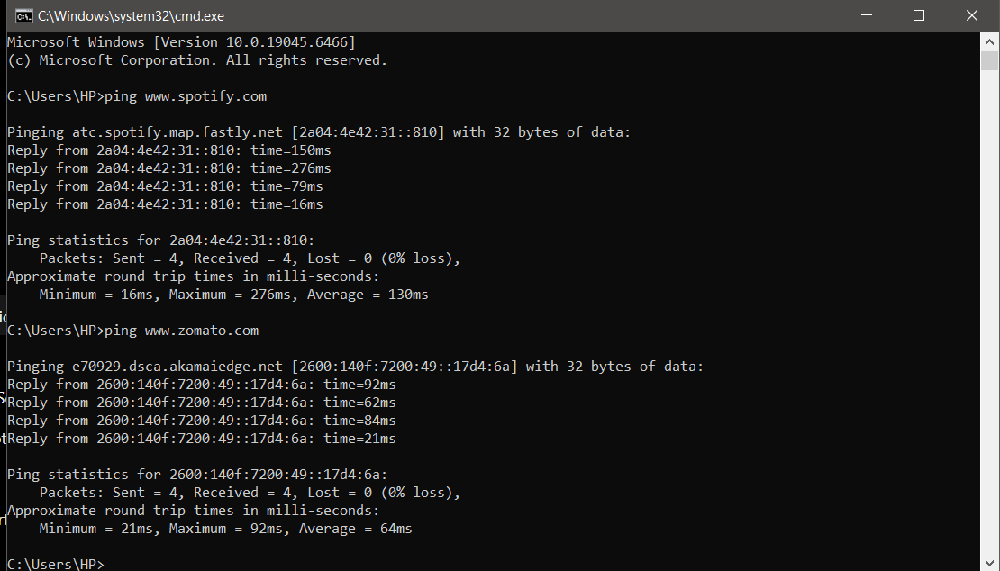 C:\Windows\system32\cmd.exe
Microsoft Windows [Version 10.0.19045.6466]
(c) Microsoft Corporation. All rights reserved.
C:\Users\HP>ping www.spotify.com
Pinging atc.spotify.map.fastly.net [2a04:4e42:31::810] with 32 bytes of data:
Reply from 2a04:4e42:31::810: time=150ms
Reply from 2a04:4e42:31::810: time=276ms
Reply from 2a04:4e42:31::810: time=79ms
Reply from 2a04:4e42:31::810: time=16ms
Ping statistics for 2a04:4e42:31::810:
    Packets: Sent = 4, Received = 4, Lost = 0 (0% loss),
Approximate round trip times in milli-seconds:
    Minimum = 16ms, Maximum = 276ms, Average = 130ms
C:\Users\HP>ping www.zomato.com
Pinging e70929.dsca.akamaiedge.net [2600:140f:7200:49::17d4:6a] with 32 bytes of data:
Reply from 2600:140f:7200:49::17d4:6a: time=92ms
Reply from 2600:140f:7200:49::17d4:6a: time=62ms
Reply from 2600:140f:7200:49::17d4:6a: time=84ms
Reply from 2600:140f:7200:49::17d4:6a: time=21ms
Ping statistics for 2600:140f:7200:49::17d4:6a:
    Packets: Sent = 4, Received = 4, Lost = 0 (0% loss),
Approximate round trip times in milli-seconds:
    Minimum = 21ms, Maximum = 92ms, Average = 64ms
C:\Users\HP>